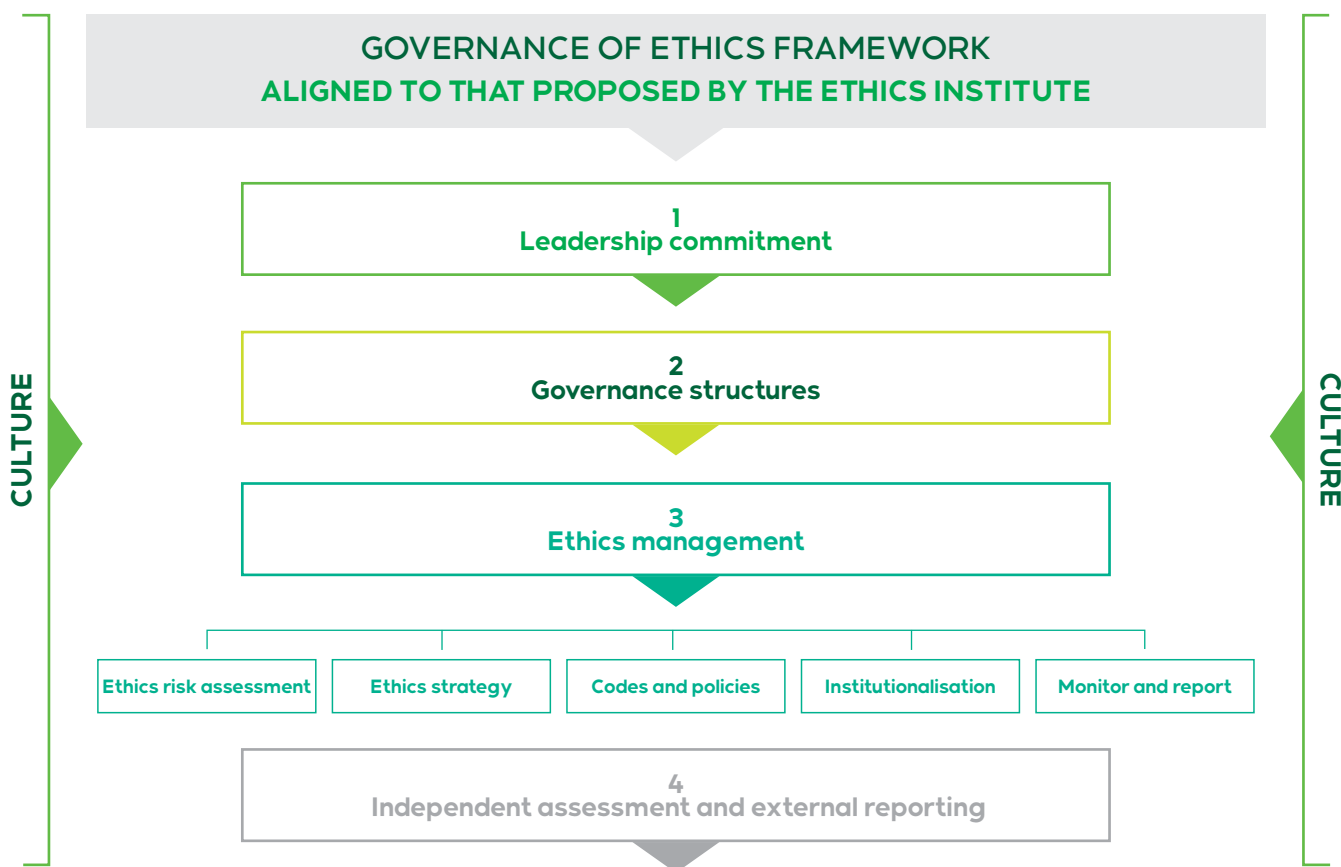 GOVERNANCE OF ETHICS FRAMEWORK
ALIGNED TO THAT PROPOSED BY THE ETHICS INSTITUTE
1
Leadership commitment
2
Governance structures
CULTURE
CULTURE
3
Ethics management
Ethics risk assessment
Ethics strategy
Codes and policies
Institutionalisation
Monitor and report
4
Independent assessment and external reporting